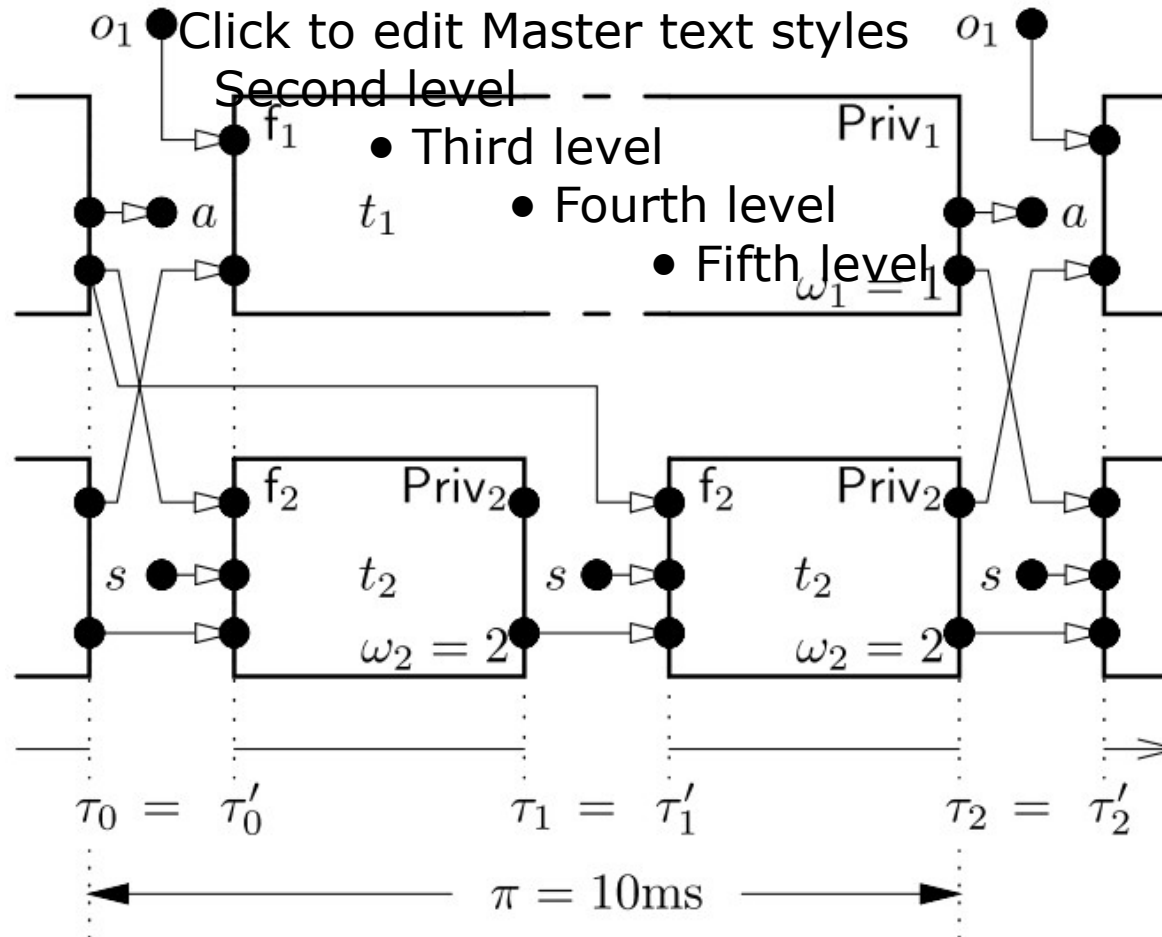 o₁ Click to edit Master text styles o₁
Second level
f₁ • Third level Priv₁
a t₁ • Fourth level a
• Fifth level
ω₁ = 1
f₂ Priv₂ f₂ Priv₂
s t₂ s t₂ s
ω₂ = 2 ω₂ = 2
τ₀ = τ′₀ τ₁ = τ′₁ τ₂ = τ′₂
π = 10ms